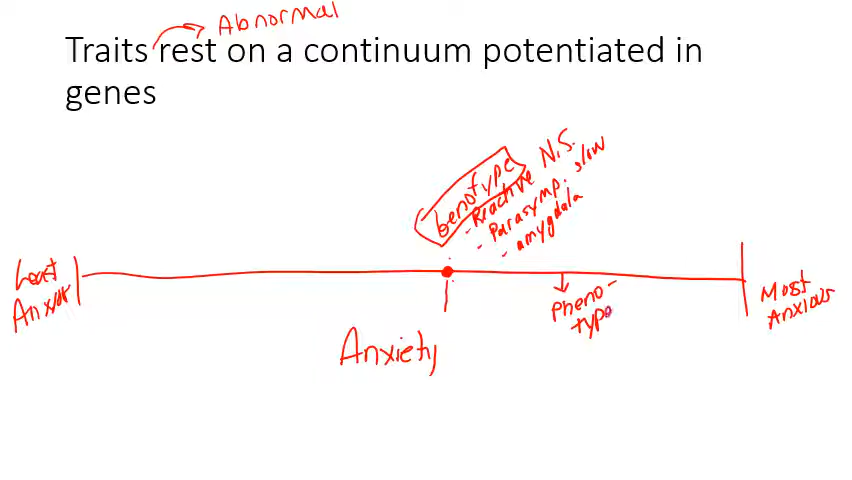 Abnormal
Traits rest on a continuum potentiated in
genes
Genotype
- Reactive N.S.
- Parasymp. slow
- amygdala
Least
Anxious
Pheno-
typ
Most
Anxious
Anxiety